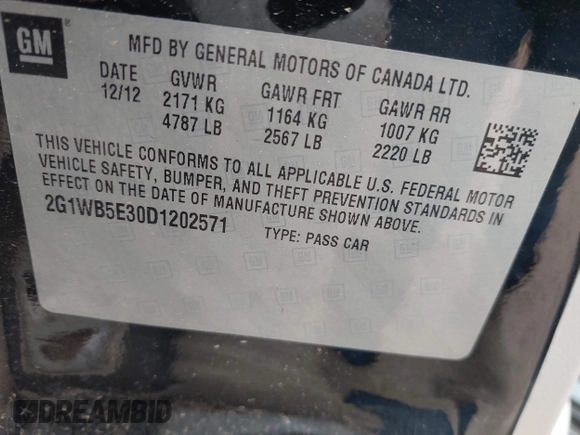 GM
MFD BY GENERAL MOTORS OF CANADA LTD.
DATE GVWR GAWR FRT GAWR RR
12/12 2171 KG 1164 KG 1007 KG
4787 LB 2567 LB 2220 LB
THIS VEHICLE CONFORMS TO ALL APPLICABLE U.S. FEDERAL MOTOR
VEHICLE SAFETY, BUMPER, AND THEFT PREVENTION STANDARDS IN
EFFECT ON THE DATE OF MANUFACTURE SHOWN ABOVE.
2G1WB5E30D1202571 TYPE: PASS CAR
DREAMBID